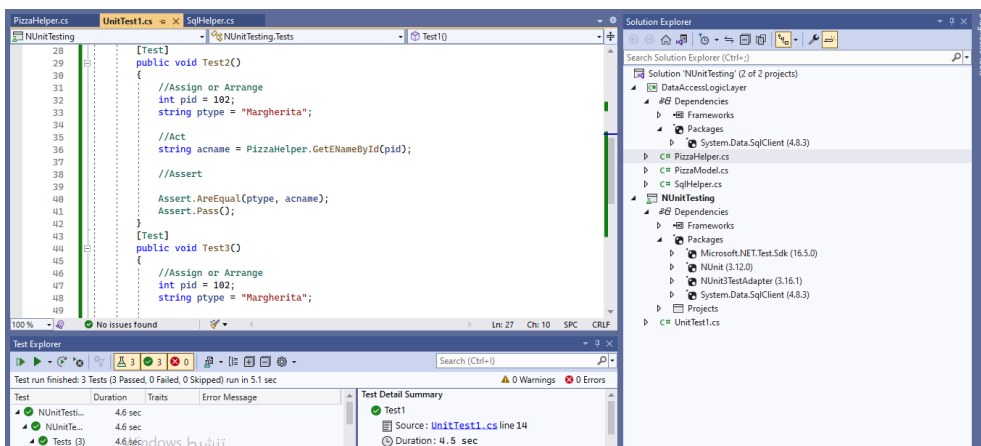 PizzaHelper.cs UnitTest1.cs SqlHelper.cs
NUnitTesting NUnitTesting.Tests Test1()
28 [Test]
29 public void Test2()
30 {
31 //Assign or Arrange
32 int pid = 102;
33 string ptype = "Margherita";
34
35 //Act
36 string acname = PizzaHelper.GetENameById(pid);
37
38 //Assert
39
40 Assert.AreEqual(ptype, acname);
41 Assert.Pass();
42 }
43 [Test]
44 public void Test3()
45 {
46 //Assign or Arrange
47 int pid = 102;
48 string ptype = "Margherita";
49
100 % No issues found Ln: 27 Ch: 10 SPC CRLF
Test Explorer
3 3 0 Search (Ctrl+I)
Test run finished: 3 Tests (3 Passed, 0 Failed, 0 Skipped) run in 5.1 sec 0 Warnings 0 Errors
Test Duration Traits Error Message
NUnitTesti... 4.6 sec
NUnitTe... 4.6 sec
Tests (3) 4.6 sec
تنشيط Windows
Test Detail Summary
Test1
Source: UnitTest1.cs line 14
Duration: 4.5 sec
Solution Explorer
Search Solution Explorer (Ctrl+;)
Solution 'NUnitTesting' (2 of 2 projects)
DataAccessLogicLayer
Dependencies
Frameworks
Packages
System.Data.SqlClient (4.8.3)
C# PizzaHelper.cs
C# PizzaModel.cs
C# SqlHelper.cs
NUnitTesting
Dependencies
Frameworks
Packages
Microsoft.NET.Test.Sdk (16.5.0)
NUnit (3.12.0)
NUnit3TestAdapter (3.16.1)
System.Data.SqlClient (4.8.3)
Projects
C# UnitTest1.cs